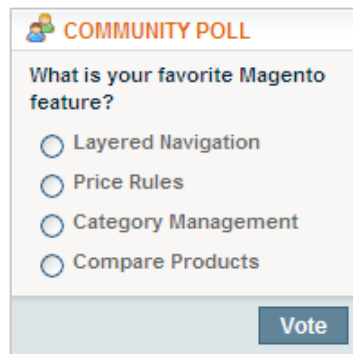 COMMUNITY POLL
What is your favorite Magento
feature?
Layered Navigation
Price Rules
Category Management
Compare Products
Vote